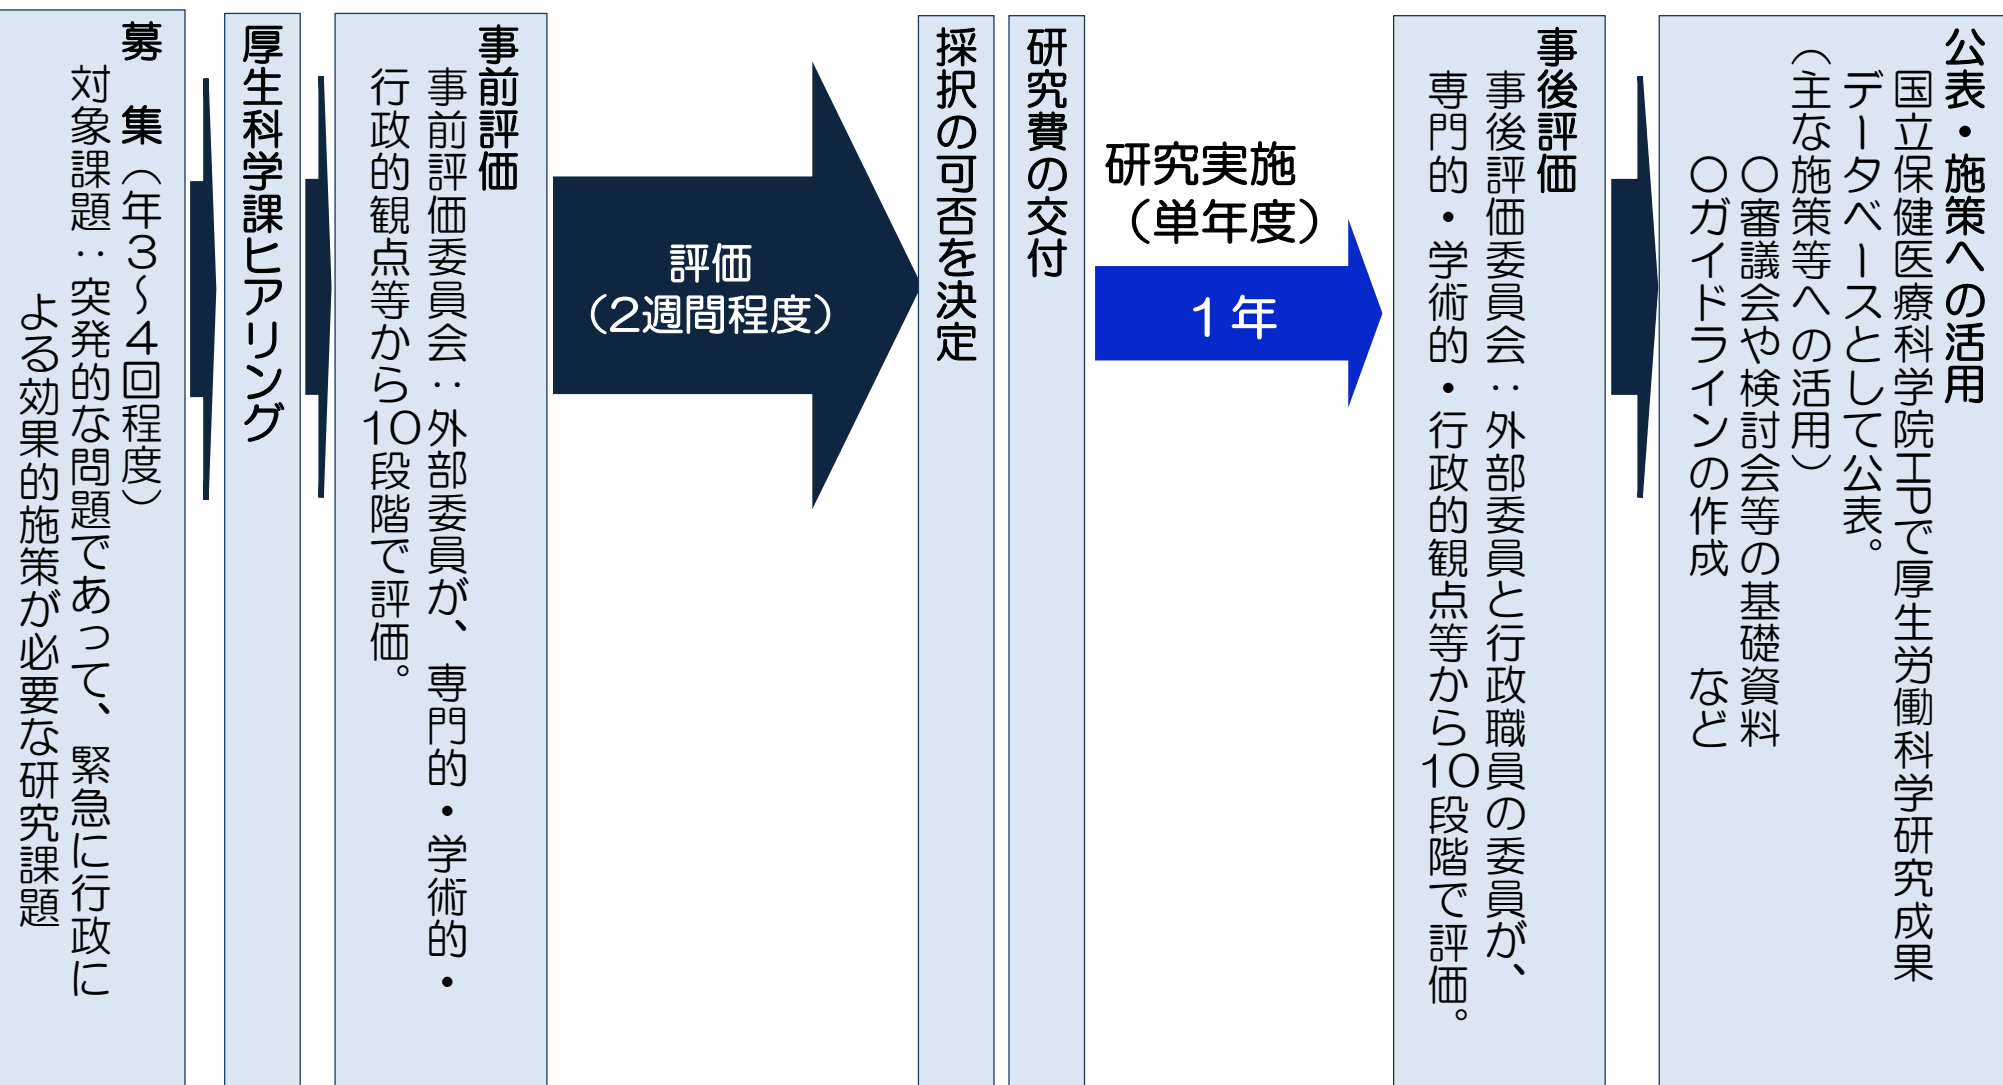 募　集（年３～４回程度）
対象課題：突発的な問題であって、緊急に行政に
よる効果的施策が必要な研究課題
厚生科学課ヒアリング
事前評価
事前評価委員会：外部委員が、専門的・学術的・
行政的観点等から10段階で評価。
評価
（2週間程度）
採択の可否を決定
研究費の交付
研究実施
（単年度）
１年
事後評価
事後評価委員会：外部委員と行政職員の委員が、
専門的・学術的・行政的観点等から10段階で評価。
公表・施策への活用
国立保健医療科学院HPで厚生労働科学研究成果
データベースとして公表。
（主な施策等への活用）
○審議会や検討会等の基礎資料
○ガイドラインの作成　　など